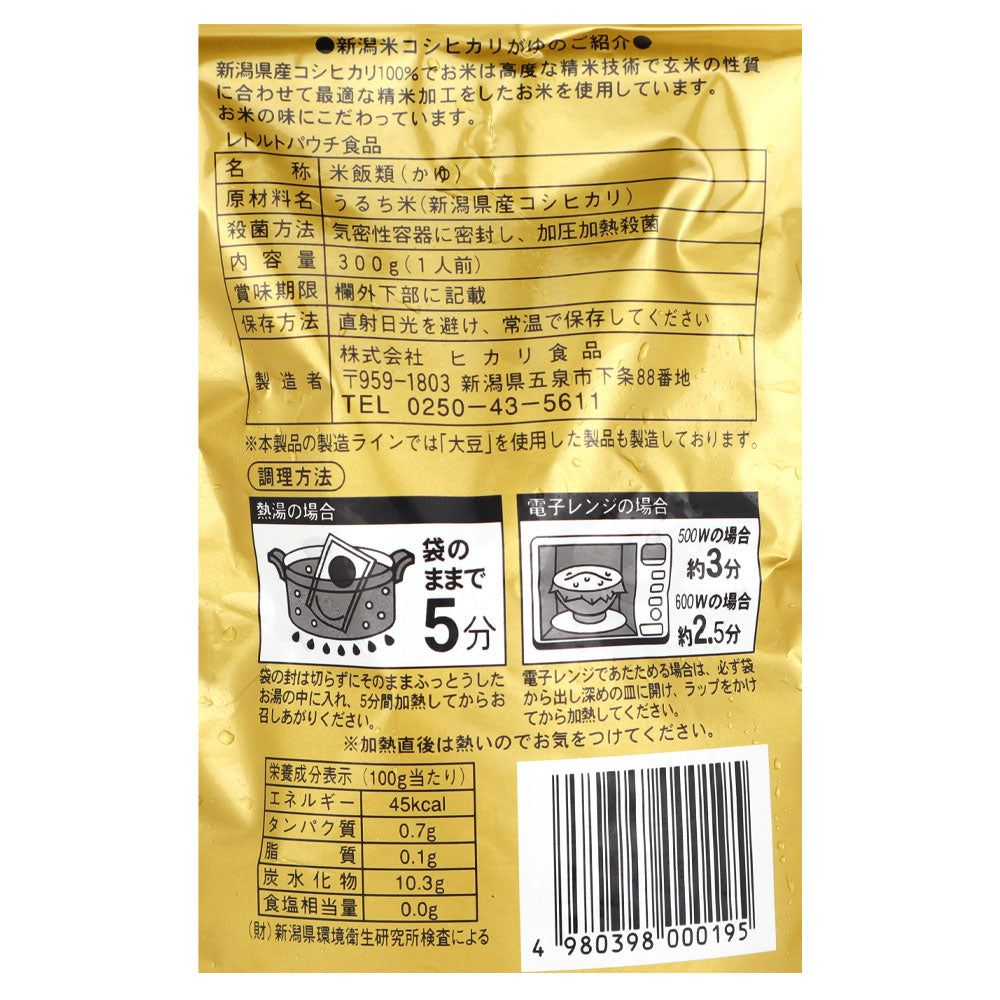 ●新潟米コシヒカリがゆのご紹介●
新潟県産コシヒカリ100%でお米は高度な精米技術で玄米の性質
に合わせて最適な精米加工をしたお米を使用しています。
お米の味にこだわっています。
レトルトパウチ食品
名称 米飯類(かゆ)
原材料名 うるち米(新潟県産コシヒカリ)
殺菌方法 気密性容器に密封し、加圧加熱殺菌
内容量 300g(1人前)
賞味期限 欄外下部に記載
保存方法 直射日光を避け、常温で保存してください
製造者 株式会社 ヒカリ食品
〒959-1803 新潟県五泉市下条88番地
TEL 0250-43-5611
※本製品の製造ラインでは「大豆」を使用した製品も製造しております。
調理方法
熱湯の場合
袋の
ままで
5分
袋の封は切らずにそのままふっとうした
お湯の中に入れ、5分間加熱してからお
召しあがりください。
電子レンジの場合
500Wの場合
約3分
600Wの場合
約2.5分
電子レンジであたためる場合は、必ず袋
から出し深めの皿に開け、ラップをかけ
てから加熱してください。
※加熱直後は熱いのでお気をつけてください。
栄養成分表示(100g当たり)
エネルギー 45kcal
タンパク質 0.7g
脂質 0.1g
炭水化物 10.3g
食塩相当量 0.0g
(財)新潟県環境衛生研究所検査による
4 980398 000195